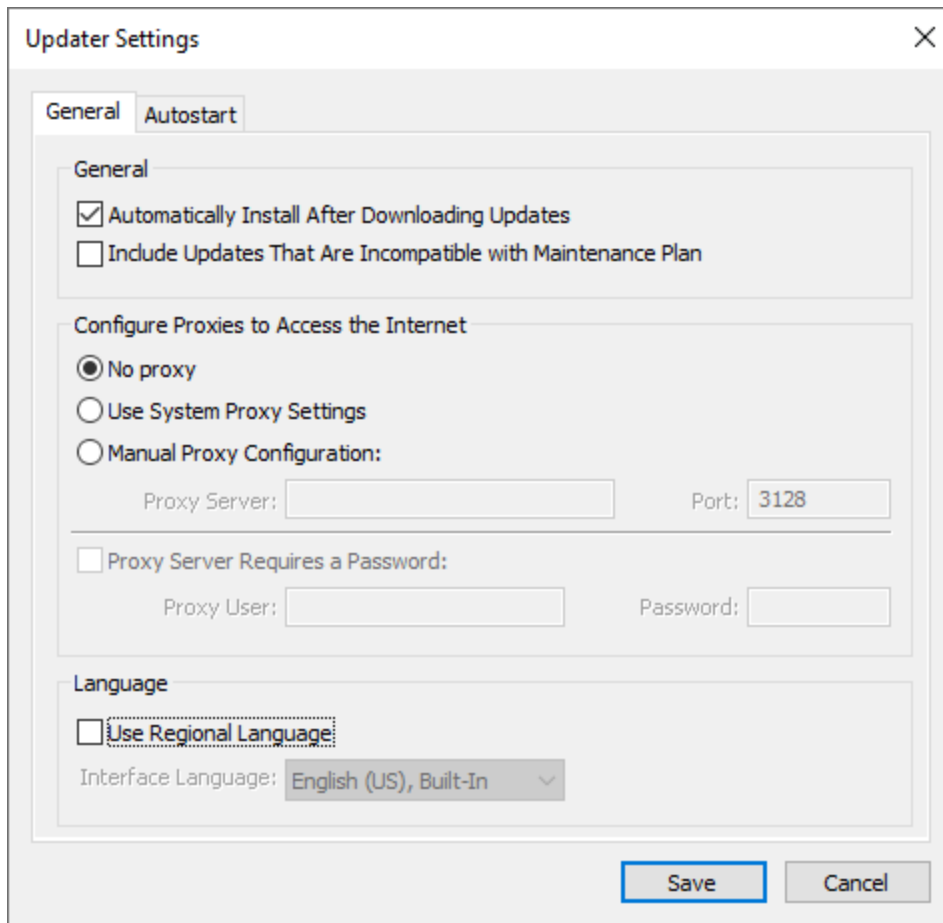 Updater Settings
General Autostart
General
Automatically Install After Downloading Updates
Include Updates That Are Incompatible with Maintenance Plan
Configure Proxies to Access the Internet
No proxy
Use System Proxy Settings
Manual Proxy Configuration:
Proxy Server: Port: 3128
Proxy Server Requires a Password:
Proxy User: Password:
Language
Use Regional Language
Interface Language: English (US), Built-In
Save Cancel